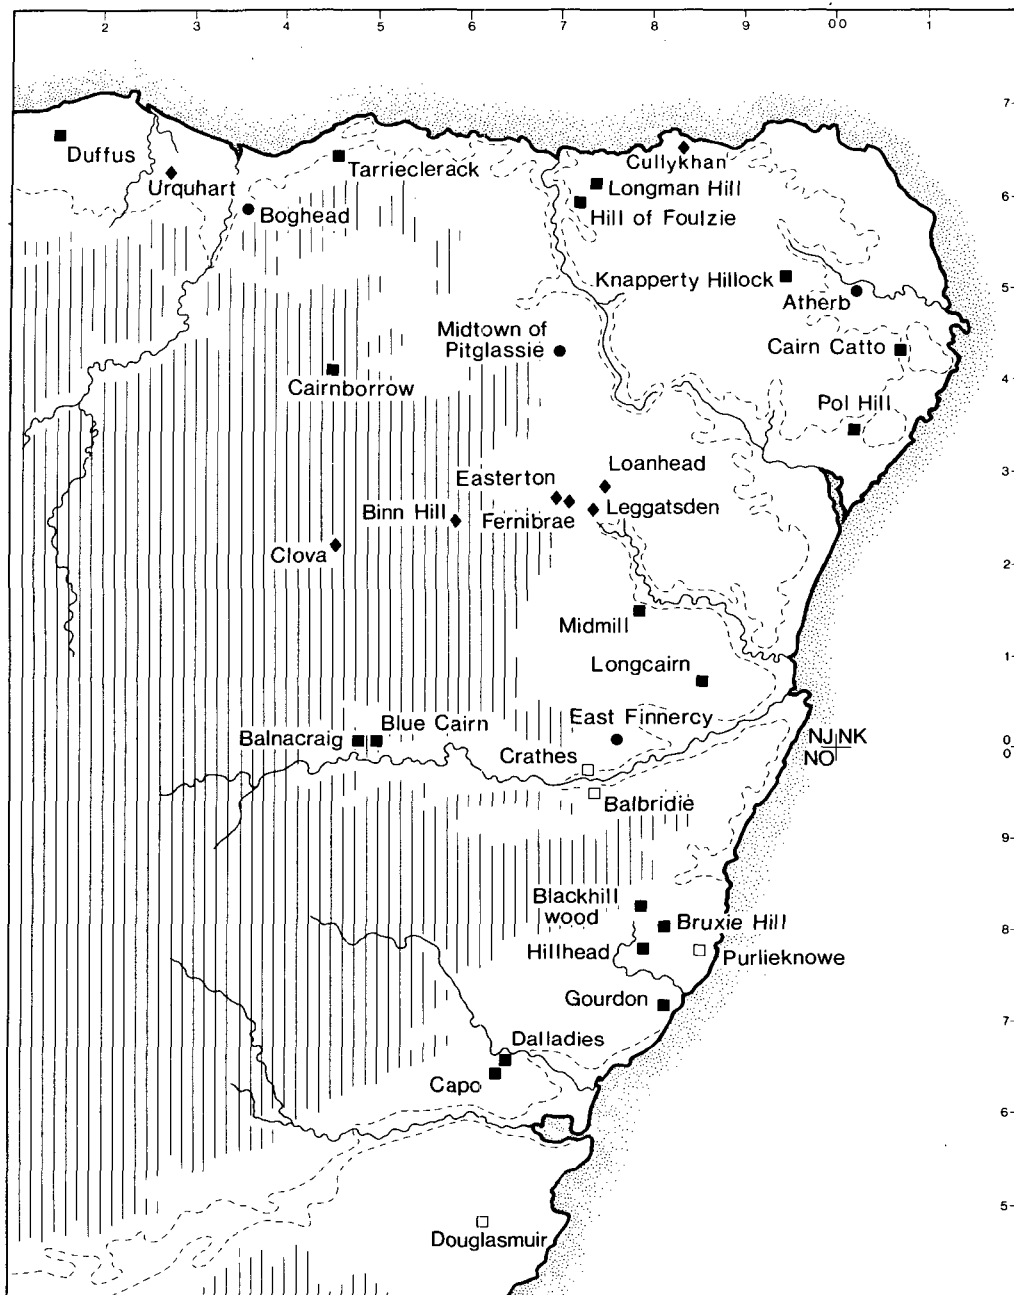 2 3 4 5 6 7 8 9 00 1
7
Duffus
Urquhart
Tarrieclerack
Cullykhan
Longman Hill
6
Boghead
Hill of Foulzie
Knapperty Hillock
5
Atherb
Midtown of
Pitglassie
Cairn Catto
4
Cairnborrow
Pol Hill
Loanhead
3
Easterton
Binn Hill
Fernibrae
Leggatsden
Clova
2
Midmill
1
Longcairn
East Finnercy
Balnacraig
Blue Cairn
NJ NK
NO
0
0
Crathes
Balbridie
9
Blackhill
wood
Bruxie Hill
8
Hillhead
Purlieknowe
Gourdon
7
Dalladies
Capo
6
5
Douglasmuir